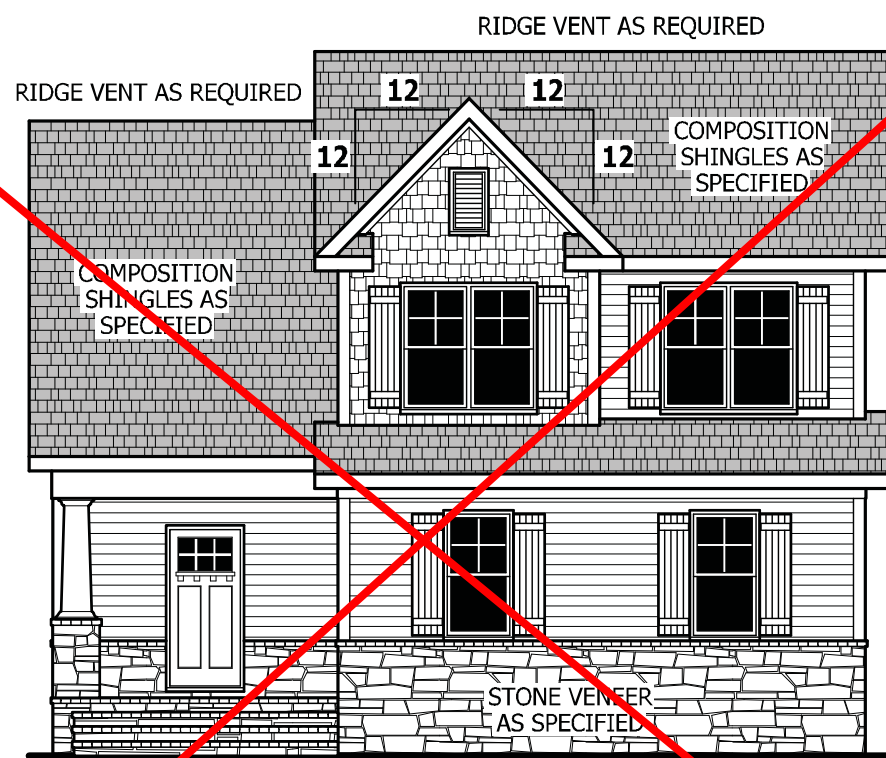 RIDGE VENT AS REQUIRED
RIDGE VENT AS REQUIRED
12
12
12
12
COMPOSITION
SHINGLES AS
SPECIFIED
COMPOSITION
SHINGLES AS
SPECIFIED
STONE VENEER
AS SPECIFIED